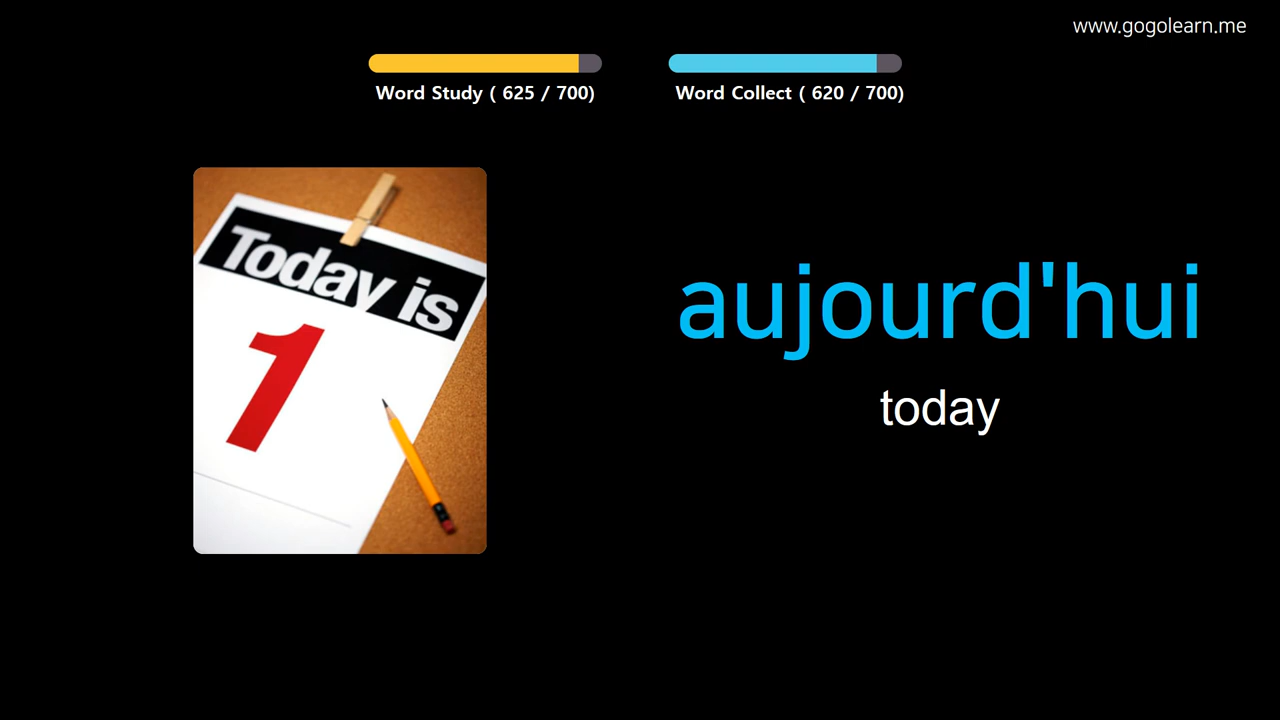 www.gogolearn.me
Word Study ( 625 / 700)
Word Collect ( 620 / 700)
Today is
1
aujourd'hui
today